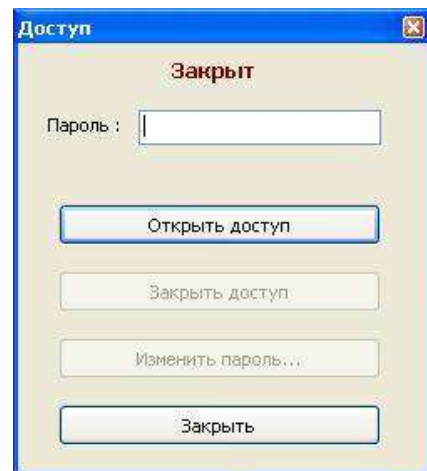 Доступ
Закрыт
Пароль :
Открыть доступ
Закрыть доступ
Изменить пароль...
Закрыть